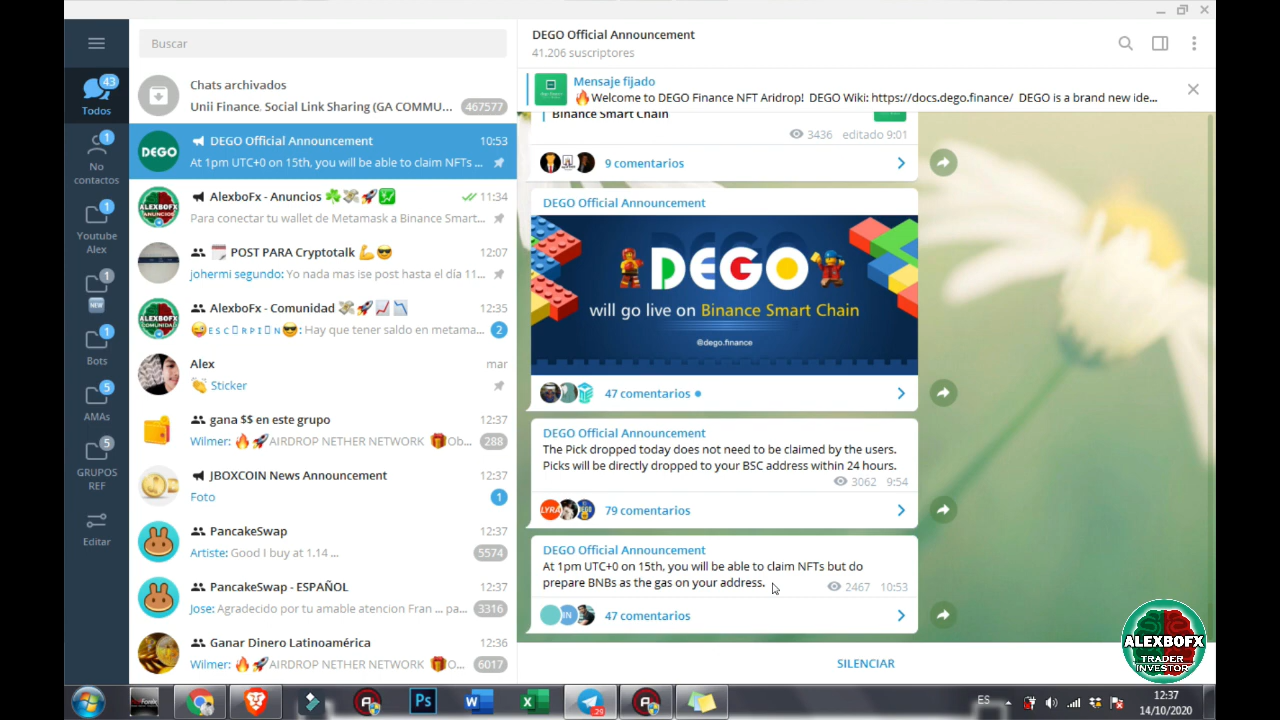 Buscar
43
Todos
1
No
contactos
1
Youtube
Alex
1
NEW
1
Bots
5
AMAs
5
GRUPOS
REF
Editar
Chats archivados
Unii Finance, Social Link Sharing (GA COMMU... 467577
DEGO
DEGO Official Announcement 10:53
At 1pm UTC+0 on 15th, you will be able to claim NFTs ...
ALEXBOFX
ANUNCIOS
AlexboFx - Anuncios ☘️💸🚀💹 11:34
Para conectar tu wallet de Metamask a Binance Smart...
🗓 POST PARA Cryptotalk 💪😎 12:07
johermi segundo: Yo nada mas ise post hasta el día 11...
ALEXBOFX
COMUNIDAD
AlexboFx - Comunidad 💸🚀📈📉 12:35
Hay que tener saldo en metama... 2
Alex mar
👏 Sticker
gana $$ en este grupo 12:37
Wilmer: 🔥🚀AIRDROP NETHER NETWORK 🎁Ob... 288
JBOXCOIN News Announcement 12:37
Foto 1
PancakeSwap 12:37
Artiste: Good I buy at 1.14 ... 5574
PancakeSwap - ESPAÑOL 12:37
Jose: Agradecido por tu amable atencion Fran ... pa... 3316
Ganar Dinero Latinoamérica 12:36
Wilmer: 🔥🚀AIRDROP NETHER NETWORK 🎁O... 6017
DEGO Official Announcement
41.206 suscriptores
Mensaje fijado
🔥Welcome to DEGO Finance NFT Aridrop! DEGO Wiki: https://docs.dego.finance/ DEGO is a brand new ide...
Binance Smart Chain
3436 editado 9:01
9 comentarios
DEGO Official Announcement
DEGO
will go live on Binance Smart Chain
@dego.finance
47 comentarios
DEGO Official Announcement
The Pick dropped today does not need to be claimed by the users.
Picks will be directly dropped to your BSC address within 24 hours.
3062 9:54
LYRA
79 comentarios
DEGO Official Announcement
At 1pm UTC+0 on 15th, you will be able to claim NFTs but do
prepare BNBs as the gas on your address.
2467 10:53
IN
47 comentarios
SILENCIAR
ALEXBOFX
TRADER
INVESTOR
Ps
29
ES
12:37
14/10/2020